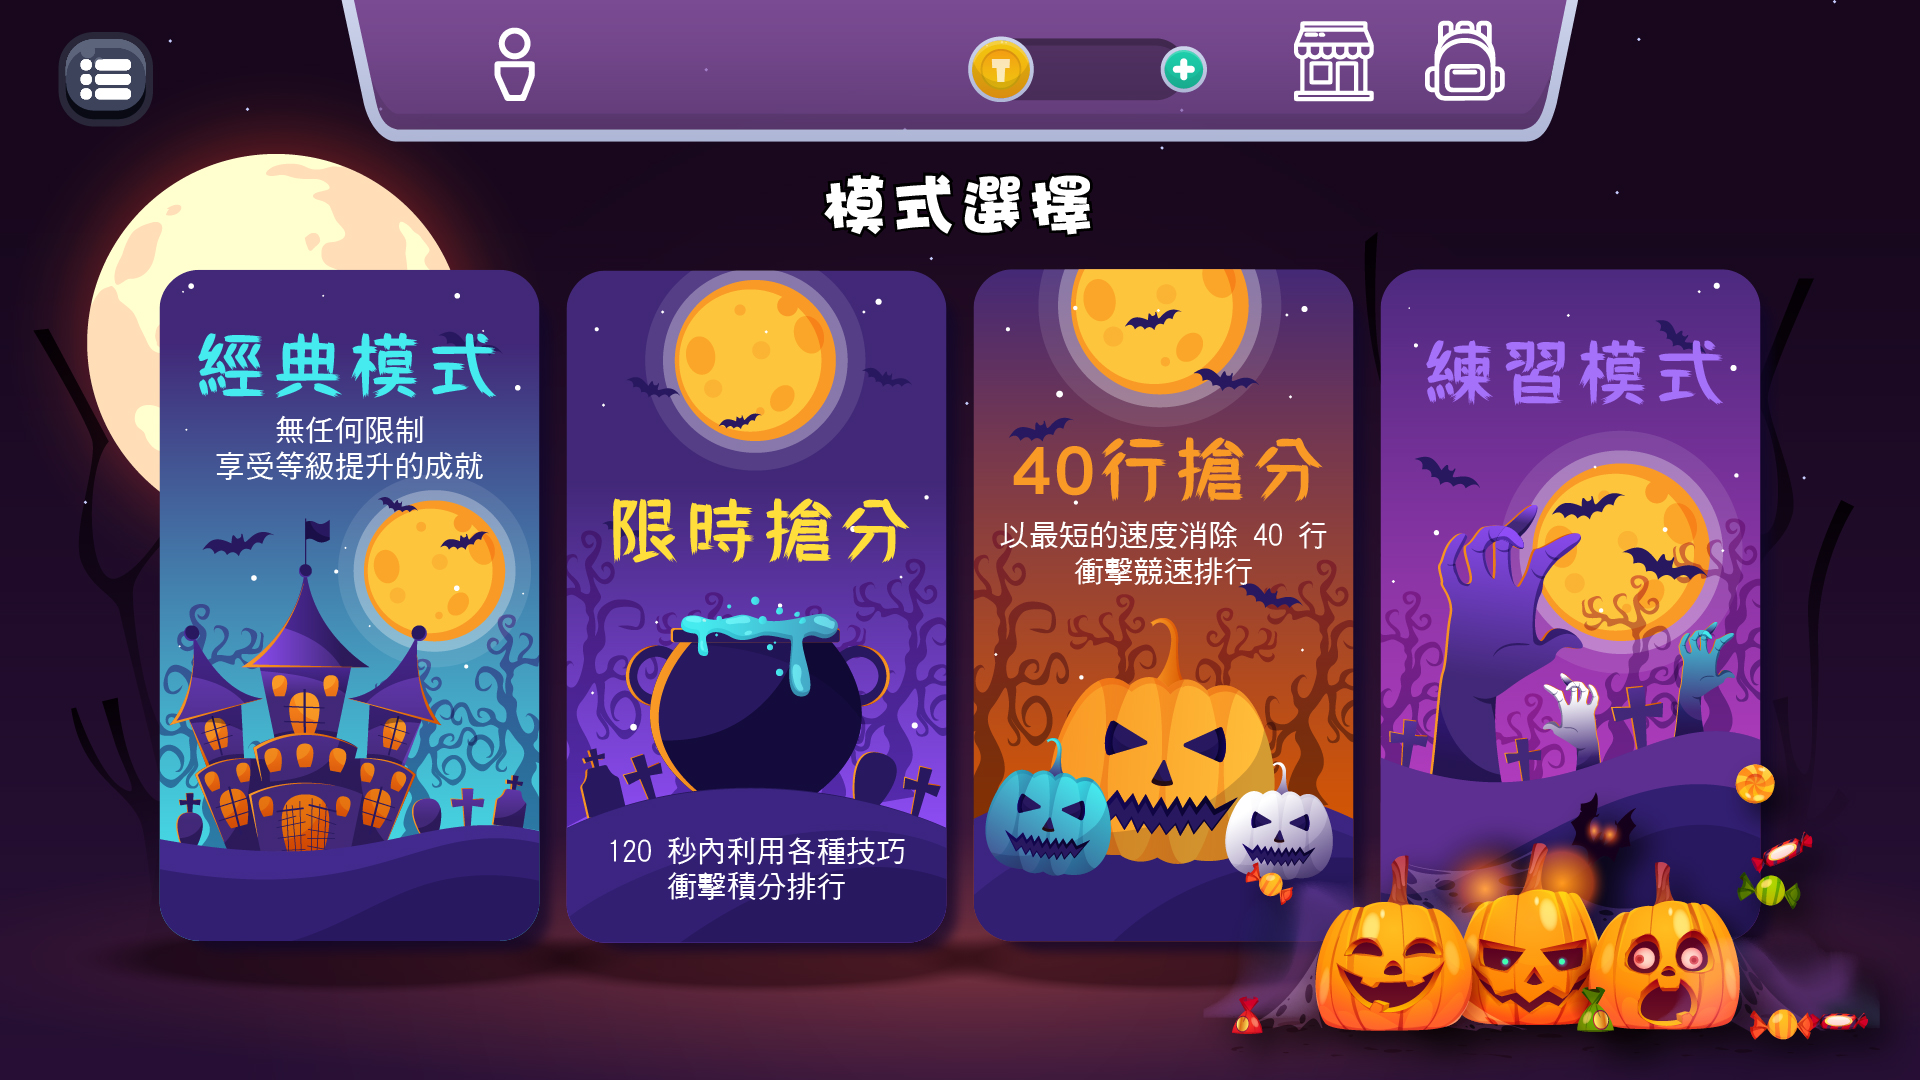 模式選擇
經典模式
無任何限制
享受等級提升的成就
限時搶分
120 秒內利用各種技巧
衝擊積分排行
40行搶分
以最短的速度消除 40 行
衝擊競速排行
練習模式